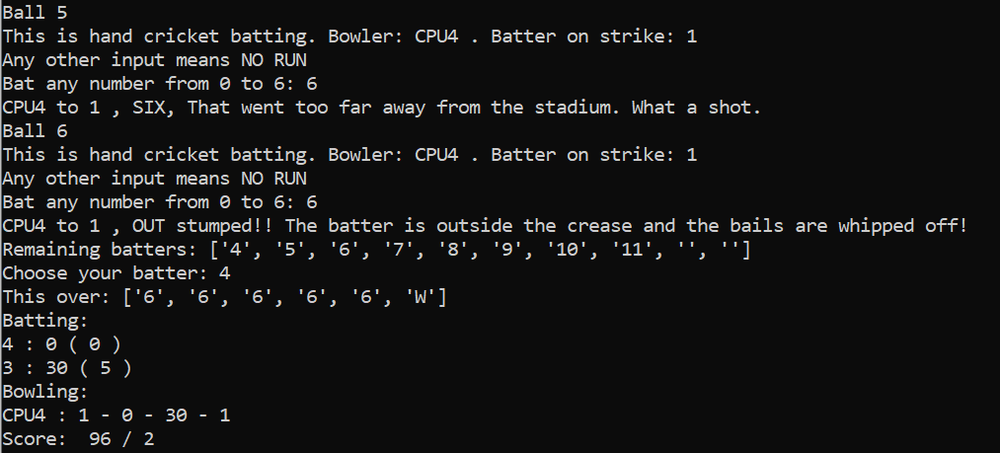 Ball 5
This is hand cricket batting. Bowler: CPU4 . Batter on strike: 1
Any other input means NO RUN
Bat any number from 0 to 6: 6
CPU4 to 1 , SIX, That went too far away from the stadium. What a shot.
Ball 6
This is hand cricket batting. Bowler: CPU4 . Batter on strike: 1
Any other input means NO RUN
Bat any number from 0 to 6: 6
CPU4 to 1 , OUT stumped!! The batter is outside the crease and the bails are whipped off!
Remaining batters: ['4', '5', '6', '7', '8', '9', '10', '11', '', '']
Choose your batter: 4
This over: ['6', '6', '6', '6', '6', 'W']
Batting:
4 : 0 ( 0 )
3 : 30 ( 5 )
Bowling:
CPU4 : 1 - 0 - 30 - 1
Score:  96 / 2